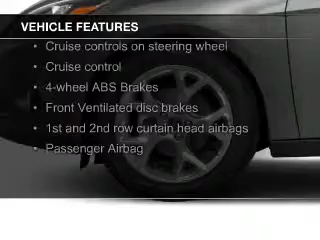 VEHICLE FEATURES
• Cruise controls on steering wheel
• Cruise control
• 4-wheel ABS Brakes
• Front Ventilated disc brakes
• 1st and 2nd row curtain head airbags
• Passenger Airbag